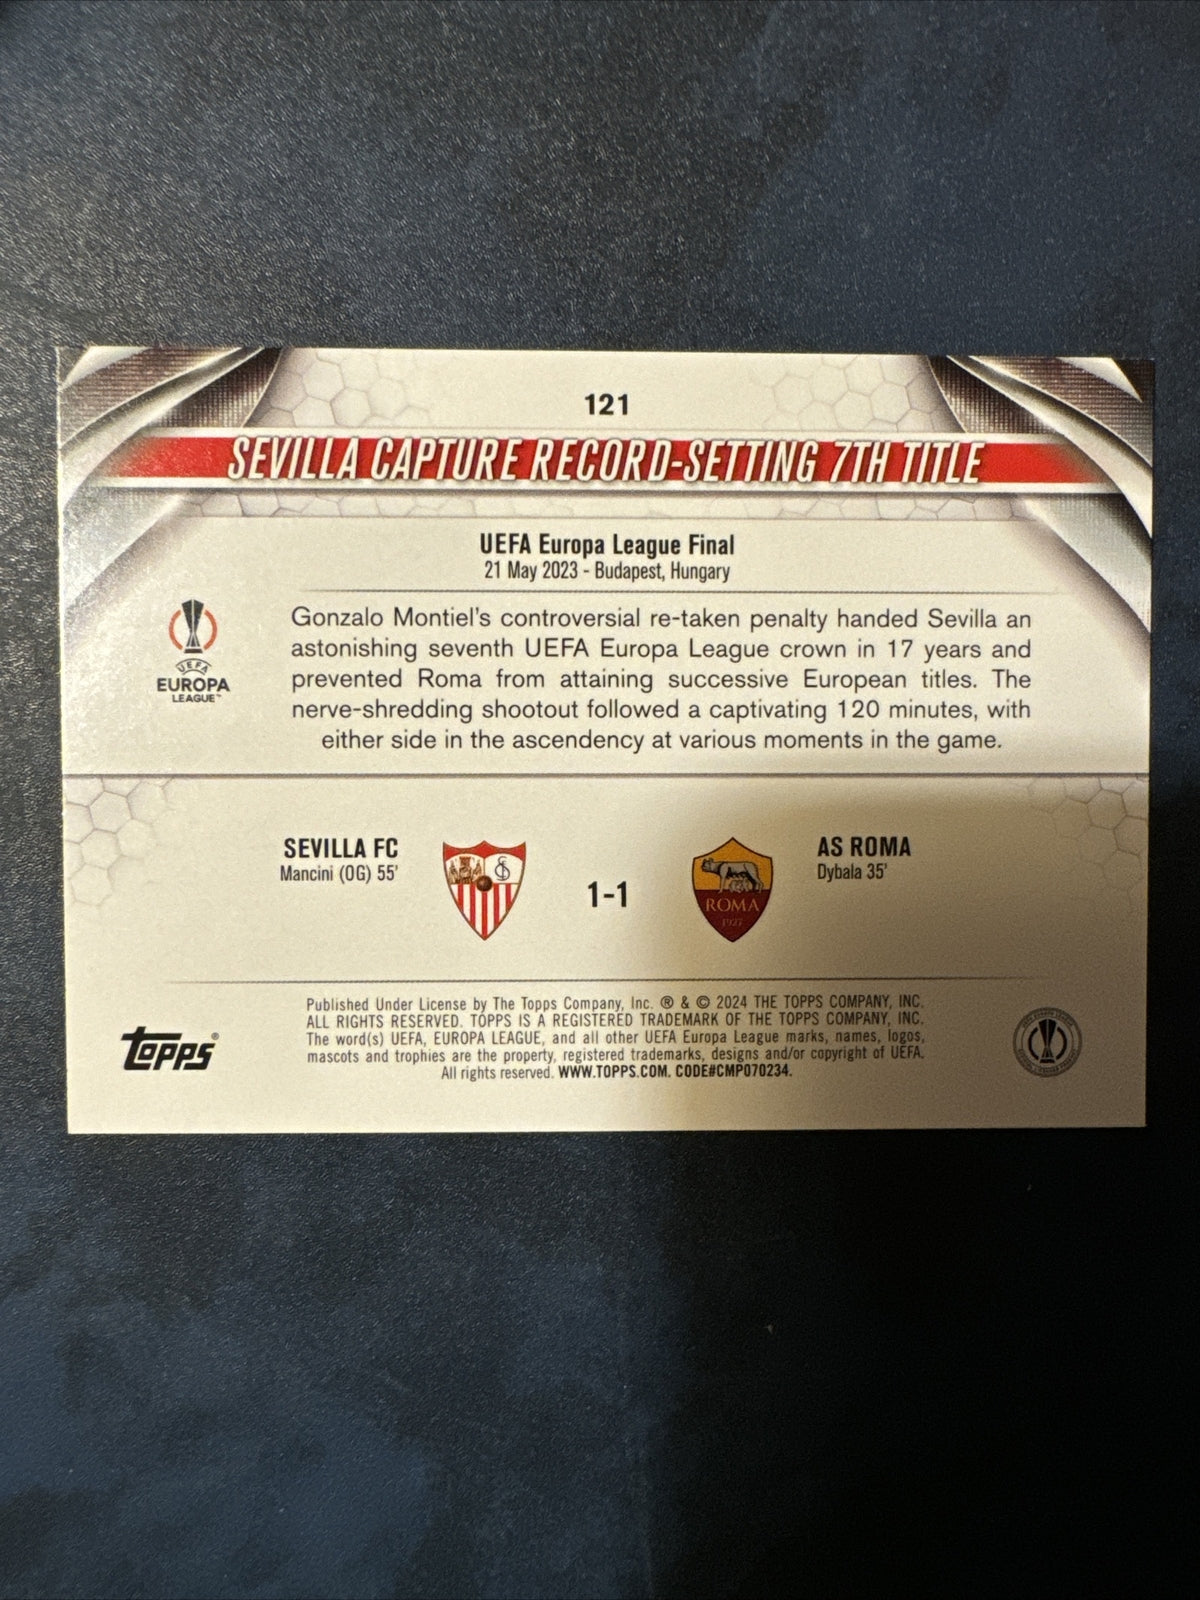 121
SEVILLA CAPTURE RECORD-SETTING 7TH TITLE
UEFA Europa League Final
21 May 2023 - Budapest, Hungary
Gonzalo Montiel's controversial re-taken penalty handed Sevilla an
astonishing seventh UEFA Europa League crown in 17 years and
prevented Roma from attaining successive European titles. The
nerve-shredding shootout followed a captivating 120 minutes, with
either side in the ascendency at various moments in the game.
UEFA
EUROPA
LEAGUE™
SEVILLA FC
Mancini (OG) 55'
1-1
ROMA
1927
AS ROMA
Dybala 35'
Published Under License by The Topps Company, Inc. ® & © 2024 THE TOPPS COMPANY, INC.
ALL RIGHTS RESERVED. TOPPS IS A REGISTERED TRADEMARK OF THE TOPPS COMPANY, INC.
The word(s) UEFA, EUROPA LEAGUE, and all other UEFA Europa League marks, names, logos,
mascots and trophies are the property, registered trademarks, designs and/or copyright of UEFA.
All rights reserved. WWW.TOPPS.COM. CODE#CMP070234.
Topps®